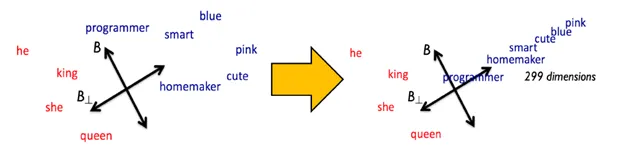 blue
programmer
smart
B
he
pink
king
cute
homemaker
B⊥
she
queen
pink
blue
cute
smart
B
he
homemaker
king
programmer
299 dimensions
B⊥
she
queen